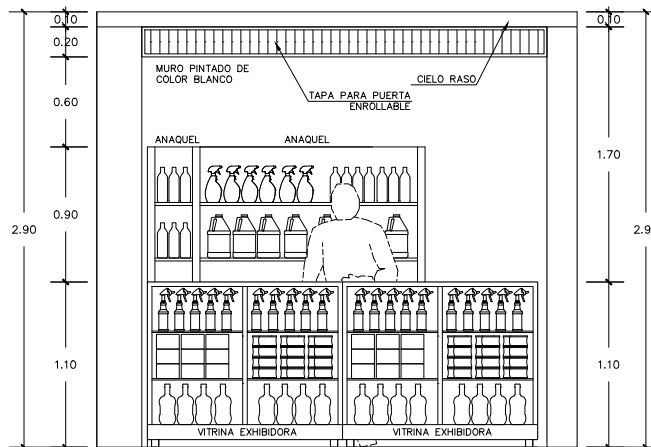 0.10
0.10
0.20
MURO PINTADO DE
COLOR BLANCO
CIELO RASO
TAPA PARA PUERTA
ENROLLABLE
0.60
ANAQUEL
ANAQUEL
1.70
2.90
0.90
2.9
1.10
1.10
VITRINA EXHIBIDORA
VITRINA EXHIBIDORA